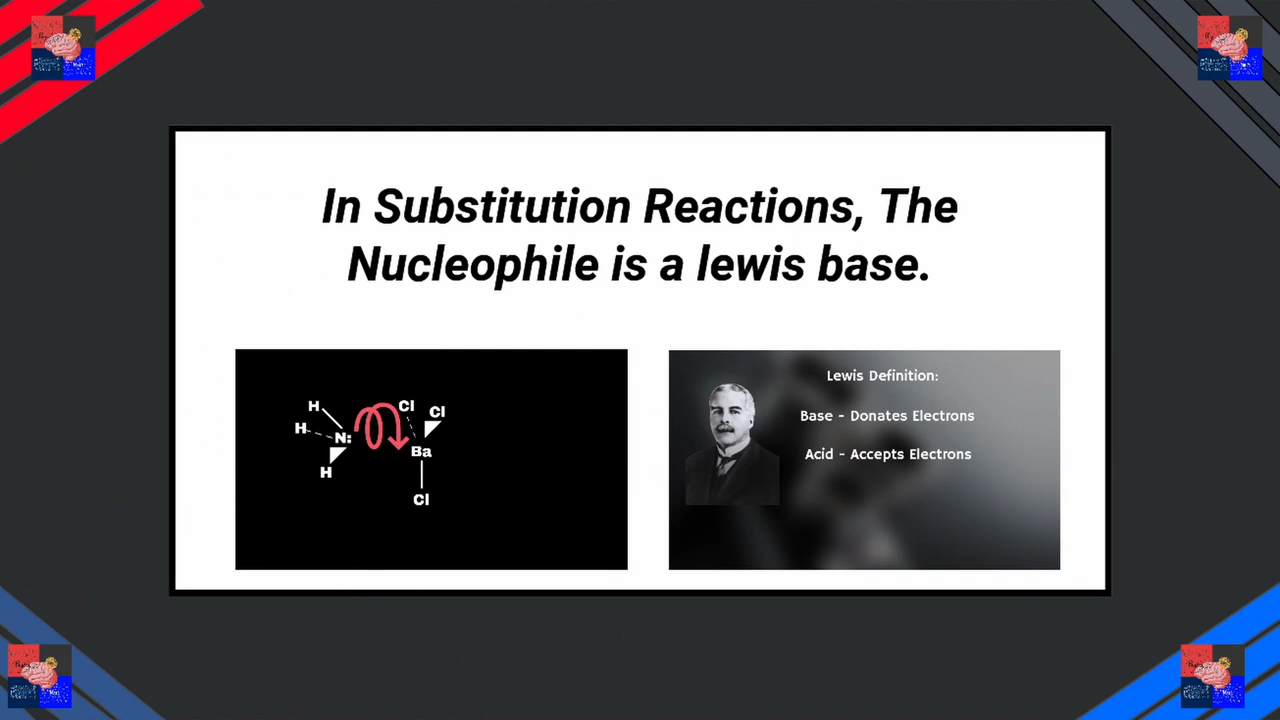 In Substitution Reactions, The
Nucleophile is a lewis base.
H
Cl
Cl
H
N:
Ba
H
Cl
Lewis Definition:
Base - Donates Electrons
Acid - Accepts Electrons